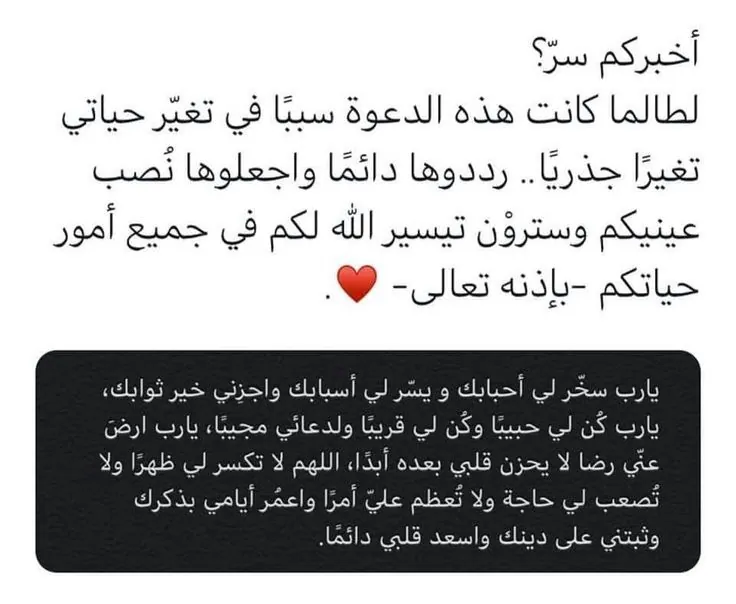 أخبركم سرّ؟
لطالما كانت هذه الدعوة سببًا في تغيّر حياتي
تغيرًا جذريًا.. رددوها دائمًا واجعلوها نُصب
عينيكم وستروْن تيسير الله لكم في جميع أمور
حياتكم -بإذنه تعالى- ❤️.
يارب سخّر لي أحبابك و يسّر لي أسبابك واجزِني خير ثوابك،
يارب كُن لي حبيبًا وكُن لي قريبًا ولدعائي مجيبًا، يارب ارضَ
عنّي رضا لا يحزن قلبي بعده أبدًا، اللهم لا تكسر لي ظهرًا ولا
تُصعب لي حاجة ولا تُعظم عليّ أمرًا واعمُر أيامي بذكرك
وثبتني على دينك واسعد قلبي دائمًا.